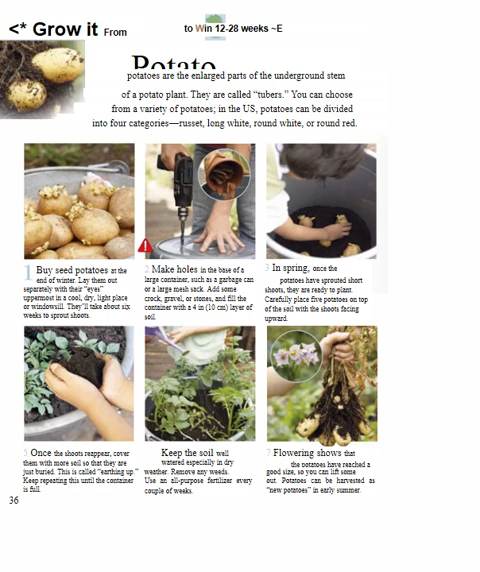 <* Grow it From
to Win 12-28 weeks ~E
Potato
potatoes are the enlarged parts of the underground stem
of a potato plant. They are called “tubers.” You can choose
from a variety of potatoes; in the US, potatoes can be divided
into four categories—russet, long white, round white, or round red.
1 Buy seed potatoes at the
end of winter. Lay them out
separately with their “eyes”
uppermost in a cool, dry, light place
or windowsill. They’ll take about six
weeks to sprout shoots.
2 Make holes in the base of a
large container, such as a garbage can
or a large mesh sack. Add some
crock, gravel, or stones, and fill the
container with a 4 in (10 cm) layer of
soil.
3 In spring, once the
potatoes have sprouted short
shoots, they are ready to plant.
Carefully place five potatoes on top
of the soil with the shoots facing
upward.
5 Once the shoots reappear, cover
them with more soil so that they are
just buried. This is called “earthing up.”
Keep repeating this until the container
is full.
Keep the soil well
watered especially in dry
weather. Remove any weeds.
Use an all-purpose fertilizer every
couple of weeks.
7 Flowering shows that
the potatoes have reached a
good size, so you can lift some
out. Potatoes can be harvested as
“new potatoes” in early summer.
36